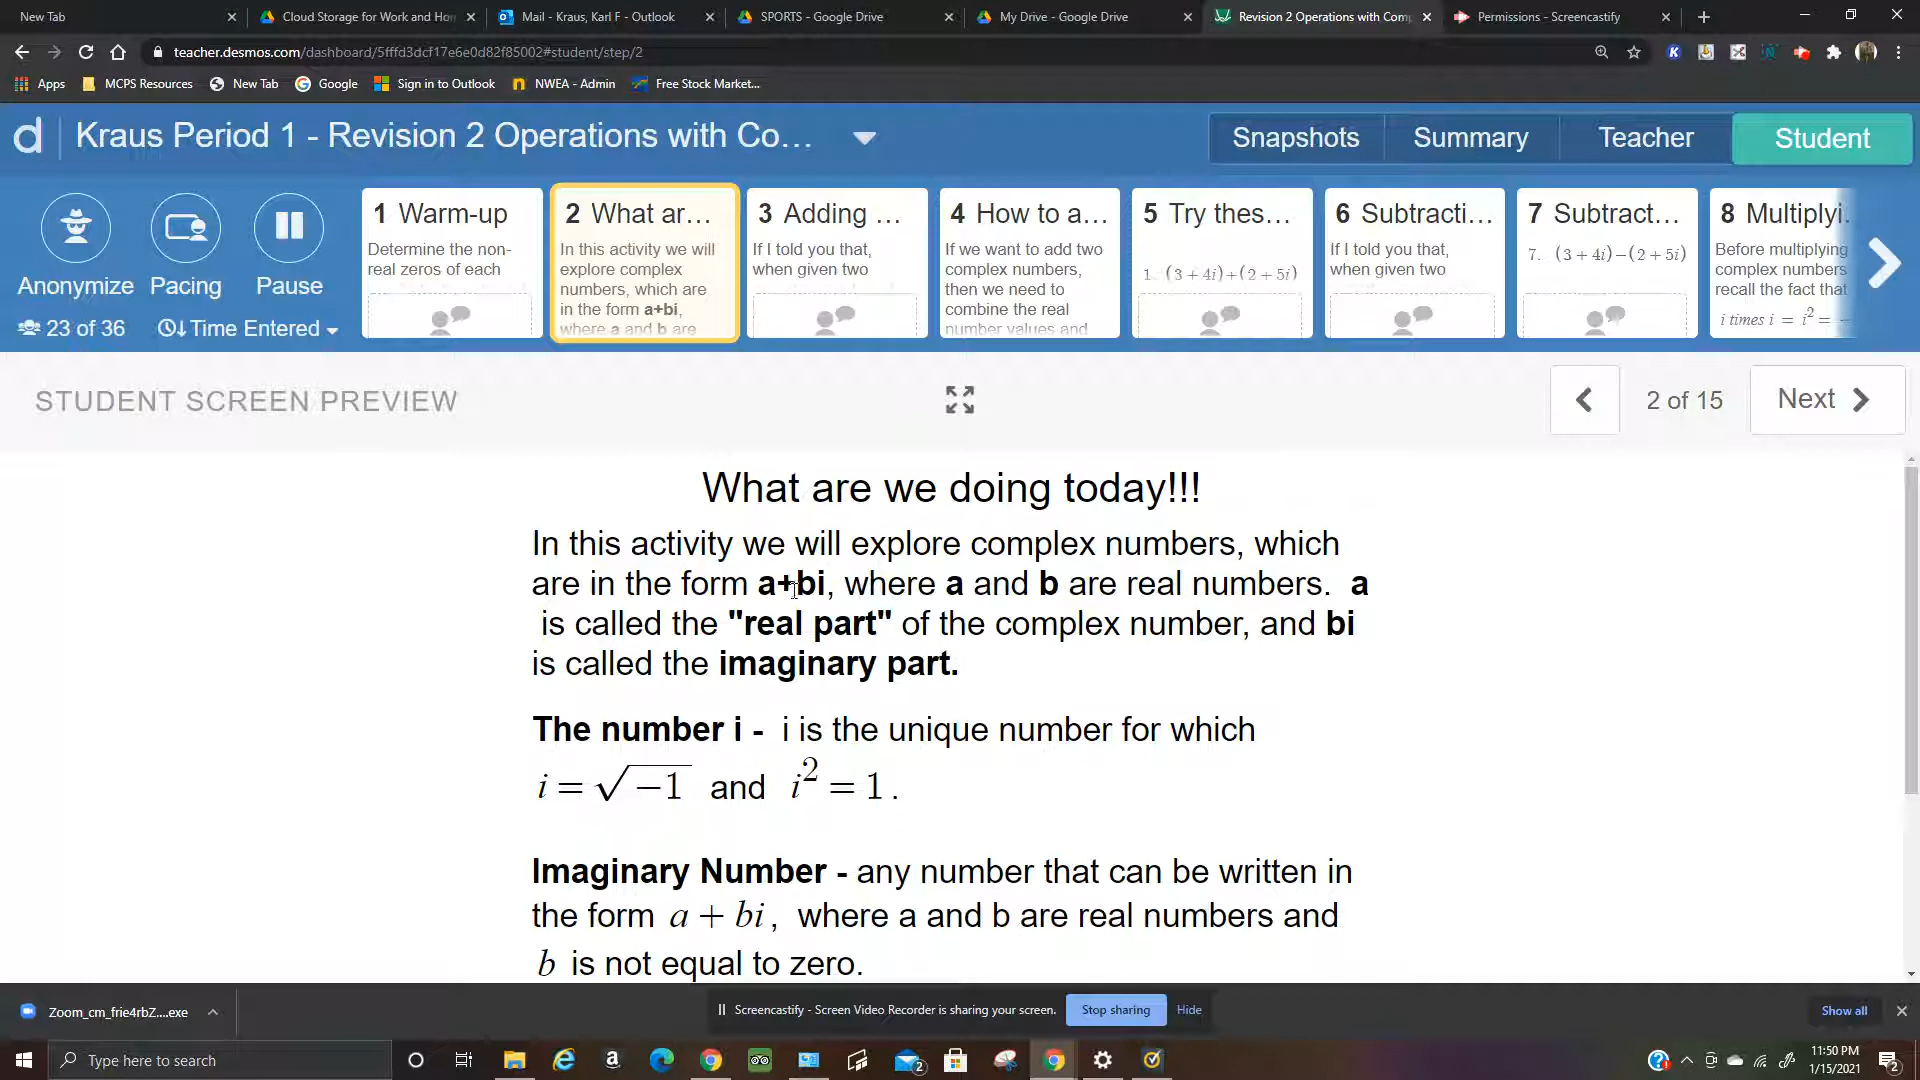 New Tab
Cloud Storage for Work and Hon
Mail - Kraus, Karl F - Outlook
SPORTS - Google Drive
My Drive - Google Drive
Revision 2 Operations with Com
Permissions - Screencastify
teacher.desmos.com/dashboard/5fffd3dcf17e6e0d82f85002#student/step/2
Apps
MCPS Resources
New Tab
Google
Sign in to Outlook
NWEA - Admin
Free Stock Market...
d
Kraus Period 1 - Revision 2 Operations with Co...
Snapshots
Summary
Teacher
Student
Anonymize
Pacing
Pause
23 of 36
Time Entered
1 Warm-up
Determine the non-
real zeros of each
2 What ar...
In this activity we will
explore complex
numbers, which are
in the form a+bi,
where a and b are
3 Adding ...
If I told you that,
when given two
4 How to a...
If we want to add two
complex numbers,
then we need to
combine the real
number values and
5 Try thes...
1. (3+4i)+(2+5i)
6 Subtracti...
If I told you that,
when given two
7 Subtract...
7. (3+4i)−(2+5i)
8 Multiplyi
Before multiplying
complex numbers
recall the fact that
i times i = i² = −
STUDENT SCREEN PREVIEW
2 of 15
Next
What are we doing today!!!
In this activity we will explore complex numbers, which
are in the form a+bi, where a and b are real numbers. a
is called the "real part" of the complex number, and bi
is called the imaginary part.
The number i - i is the unique number for which
i = √−1 and i² = 1 .
Imaginary Number - any number that can be written in
the form a + bi, where a and b are real numbers and
b is not equal to zero.
Zoom_cm_frie4rbZ....exe
Screencastify - Screen Video Recorder is sharing your screen.
Stop sharing
Hide
Show all
Type here to search
2
11:50 PM
1/15/2021
2